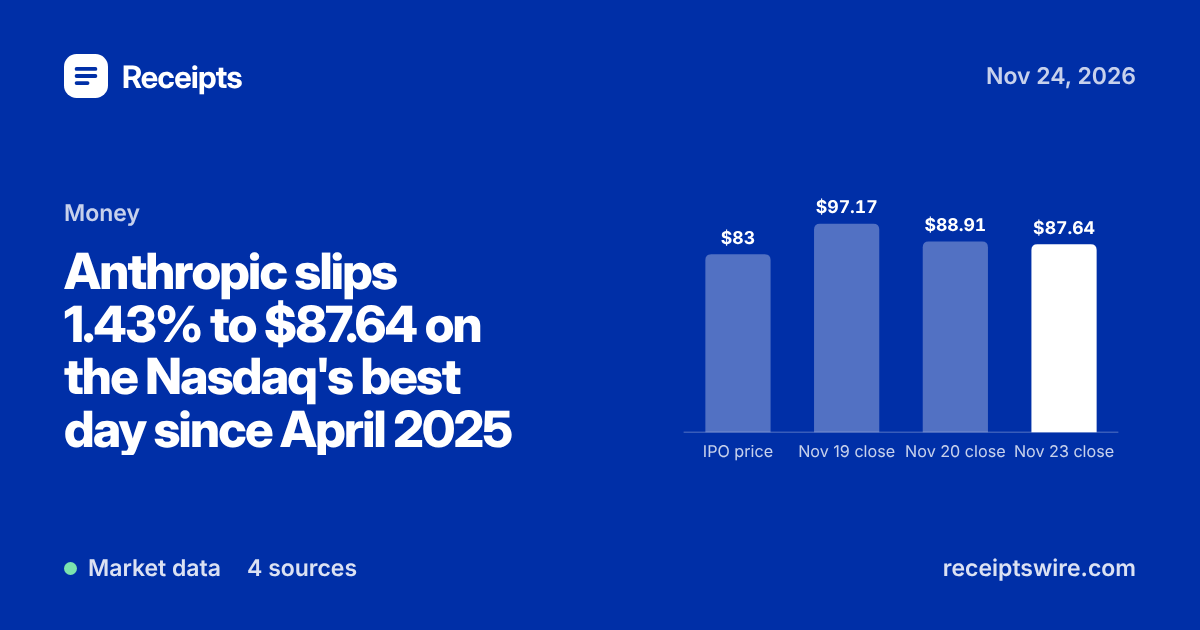 Receipts
Nov 24, 2026
Money
Anthropic slips
1.43% to $87.64 on
the Nasdaq's best
day since April 2025
$83
$97.17
$88.91
$87.64
IPO price
Nov 19 close
Nov 20 close
Nov 23 close
Market data
4 sources
receiptswire.com